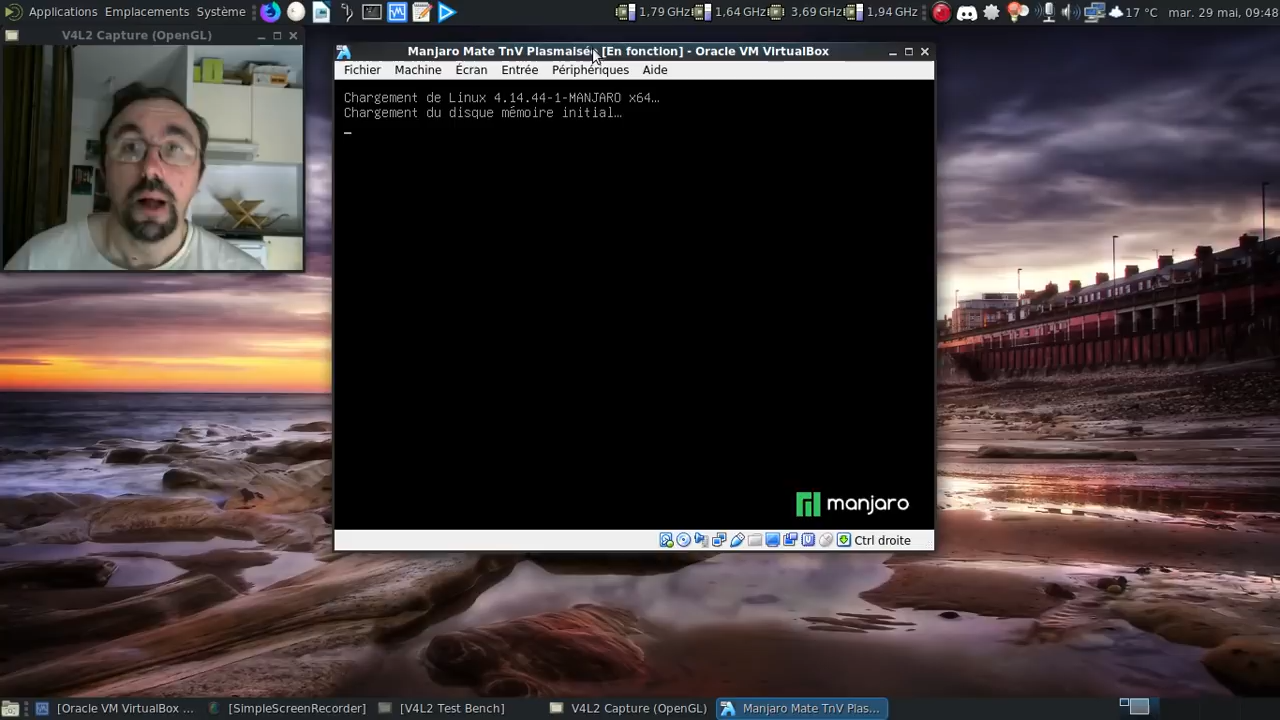 Applications Emplacements Système 1,79 GHz 1,64 GHz 3,69 GHz 1,94 GHz 17 °C mar. 29 mai, 09:48
V4L2 Capture (OpenGL)
Manjaro Mate TnV Plasmaïsée [En fonction] - Oracle VM VirtualBox
Fichier Machine Écran Entrée Périphériques Aide
Chargement de Linux 4.14.44-1-MANJARO x64…
Chargement du disque mémoire initial…
manjaro
Ctrl droite
[Oracle VM VirtualBox ... [SimpleScreenRecorder] [V4L2 Test Bench] V4L2 Capture (OpenGL) Manjaro Mate TnV Plas...